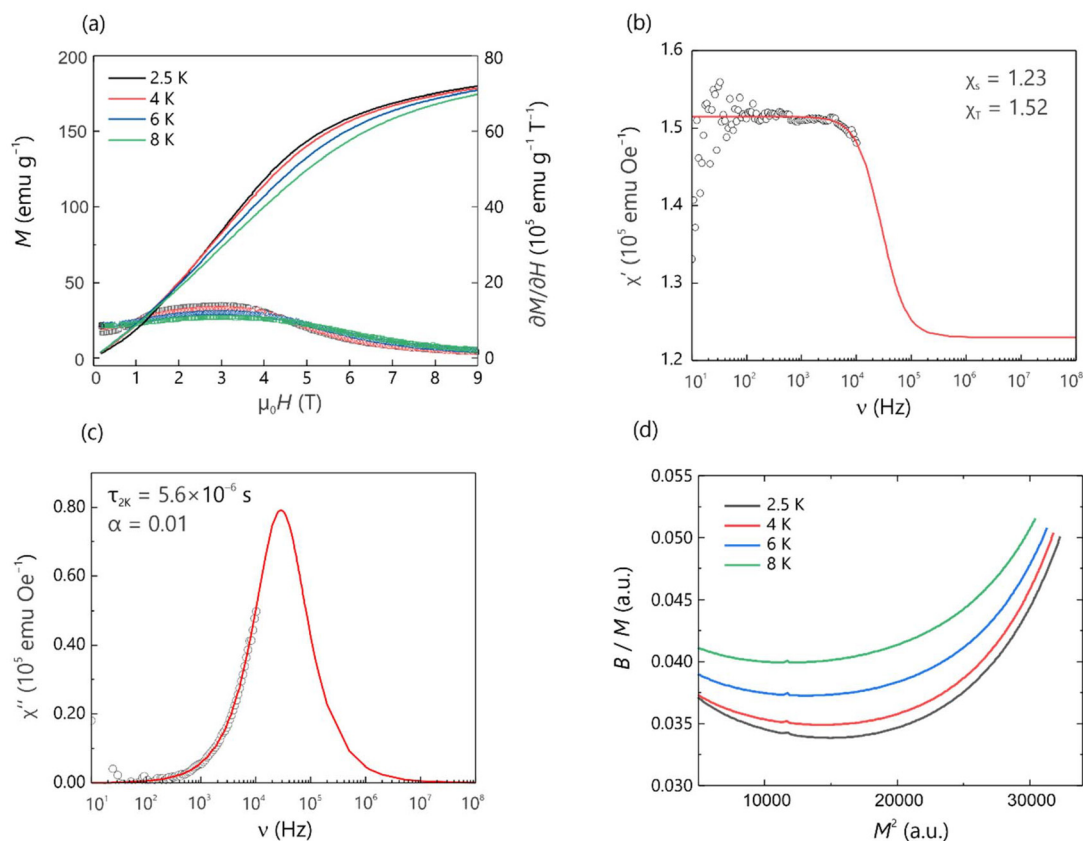 (a)
200
150
100
50
0
M (emu g⁻¹)
2.5 K
4 K
6 K
8 K
80
60
40
20
0
∂M/∂H (10⁵ emu g⁻¹ T⁻¹)
0 1 2 3 4 5 6 7 8 9
μ₀H (T)
(b)
1.6
1.5
1.4
1.3
1.2
χ′ (10⁵ emu Oe⁻¹)
χₛ = 1.23
χ_T = 1.52
10¹ 10² 10³ 10⁴ 10⁵ 10⁶ 10⁷ 10⁸
ν (Hz)
(c)
0.80
0.60
0.40
0.20
0.00
χ′′ (10⁵ emu Oe⁻¹)
τ₂K = 5.6×10⁻⁶ s
α = 0.01
10¹ 10² 10³ 10⁴ 10⁵ 10⁶ 10⁷ 10⁸
ν (Hz)
(d)
0.055
0.050
0.045
0.040
0.035
0.030
B / M (a.u.)
2.5 K
4 K
6 K
8 K
10000 20000 30000
M² (a.u.)